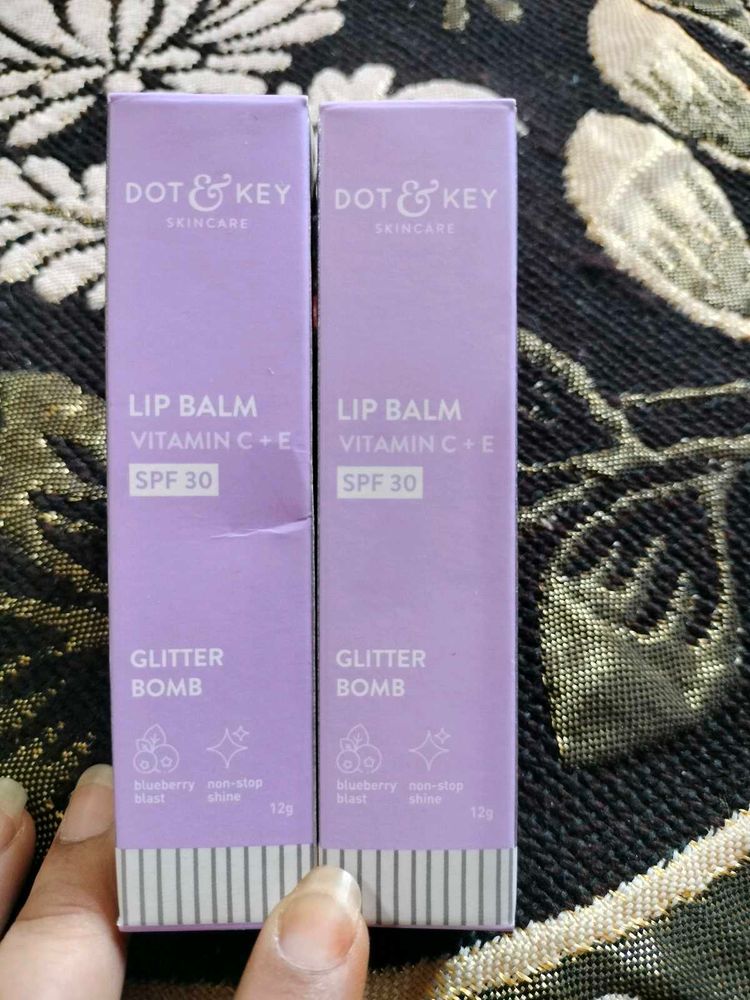 DOT & KEY
SKINCARE
LIP BALM
VITAMIN C + E
SPF 30
GLITTER
BOMB
blueberry
blast
non-stop
shine
12g
DOT & KEY
SKINCARE
LIP BALM
VITAMIN C + E
SPF 30
GLITTER
BOMB
blueberry
blast
non-stop
shine
12g